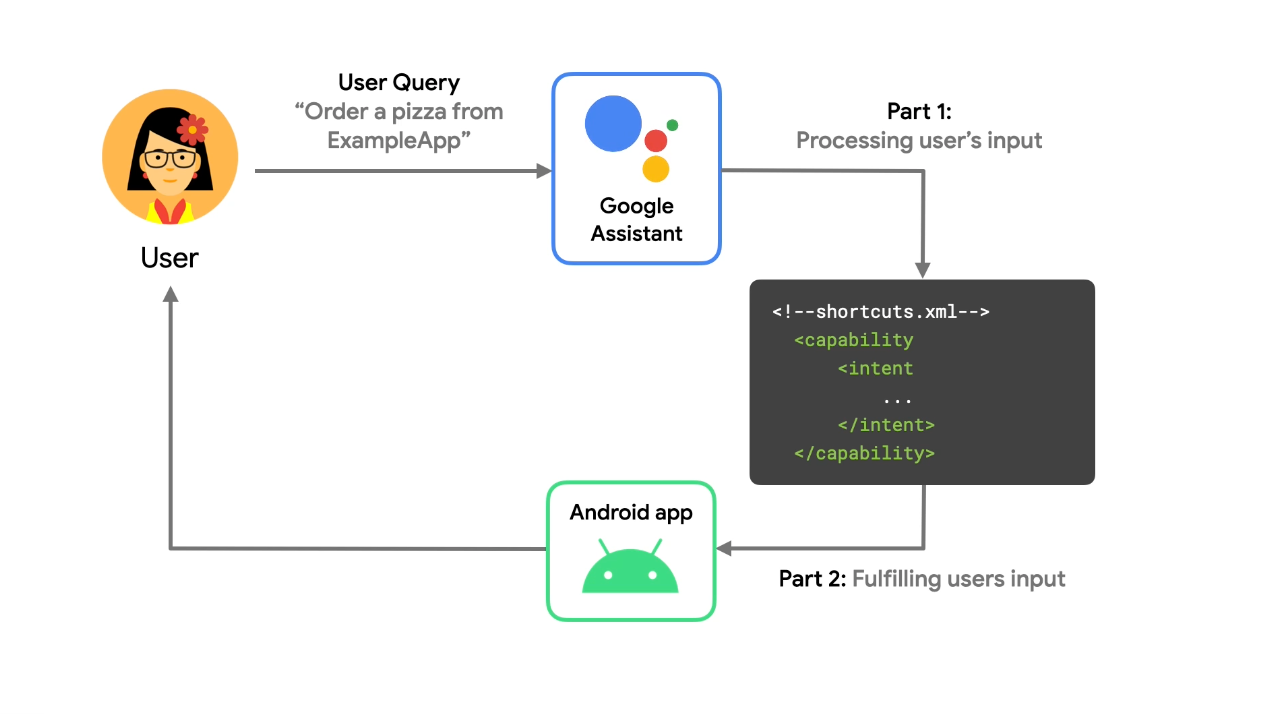 User Query
“Order a pizza from
ExampleApp”
User
Google
Assistant
Part 1:
Processing user’s input
<!--shortcuts.xml-->
<capability
<intent
...
</intent>
</capability>
Android app
Part 2: Fulfilling users input